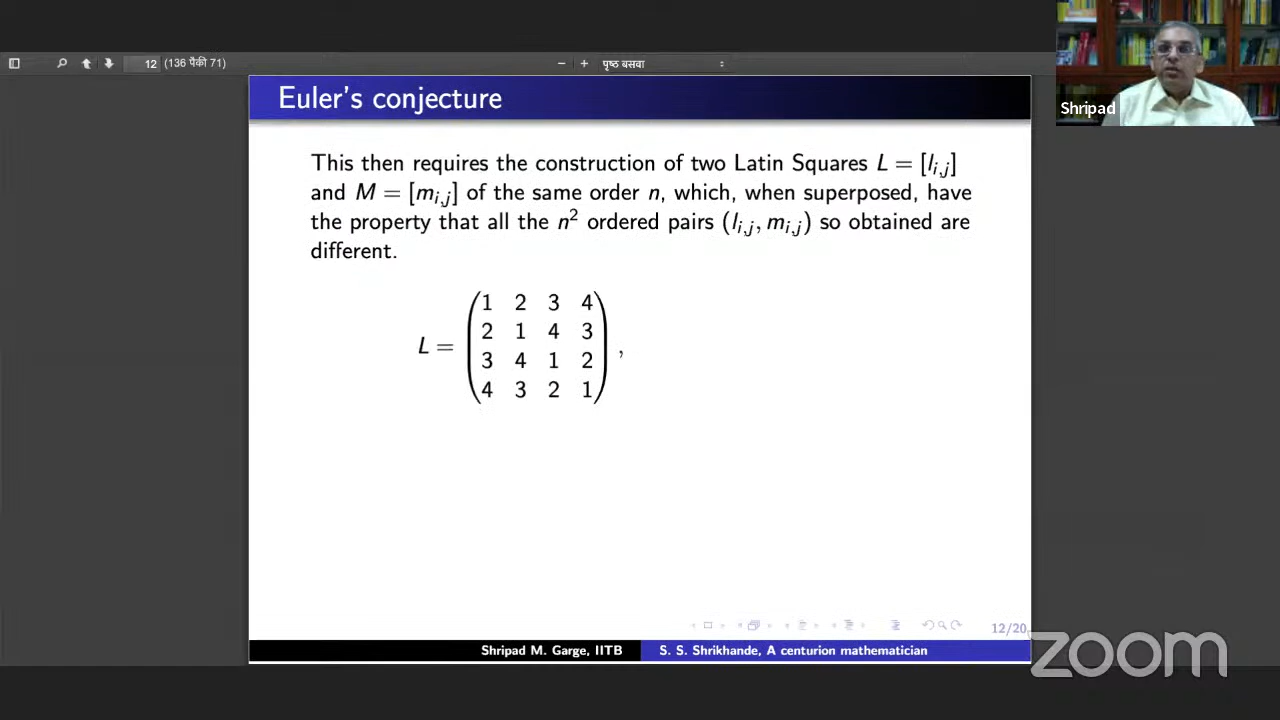 12 (136 पैकी 71)
पृष्ठ बसवा
Shripad
Euler's conjecture
This then requires the construction of two Latin Squares L = [l_{i,j}]
and M = [m_{i,j}] of the same order n, which, when superposed, have
the property that all the n² ordered pairs (l_{i,j}, m_{i,j}) so obtained are
different.
L =
1 2 3 4
2 1 4 3
3 4 1 2
4 3 2 1
,
12/20
Shripad M. Garge, IITB S. S. Shrikhande, A centurion mathematician
zoom